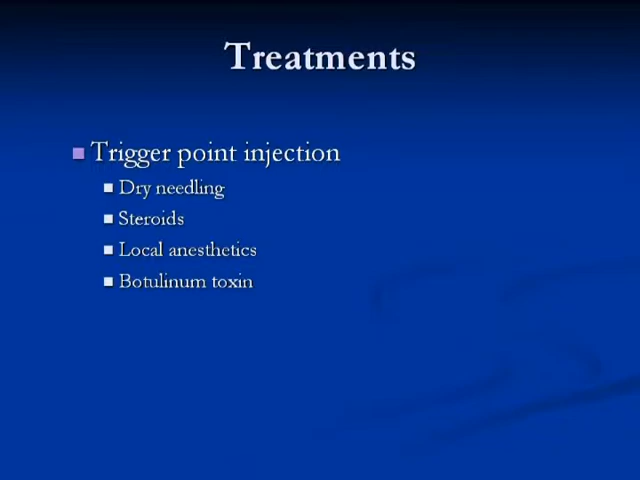 Treatments
Trigger point injection
Dry needling
Steroids
Local anesthetics
Botulinum toxin